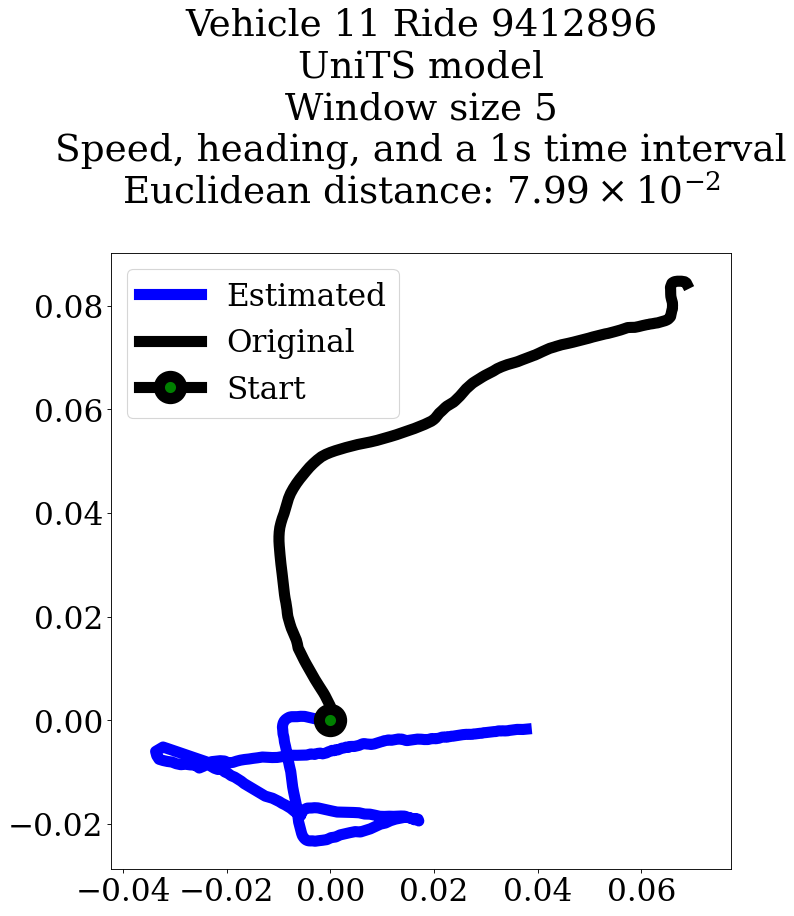 Vehicle 11 Ride 9412896
UniTS model
Window size 5
Speed, heading, and a 1s time interval
Euclidean distance: 7.99 × 10⁻²
Estimated
Original
Start
0.08
0.06
0.04
0.02
0.00
−0.02
−0.04 −0.02 0.00 0.02 0.04 0.06